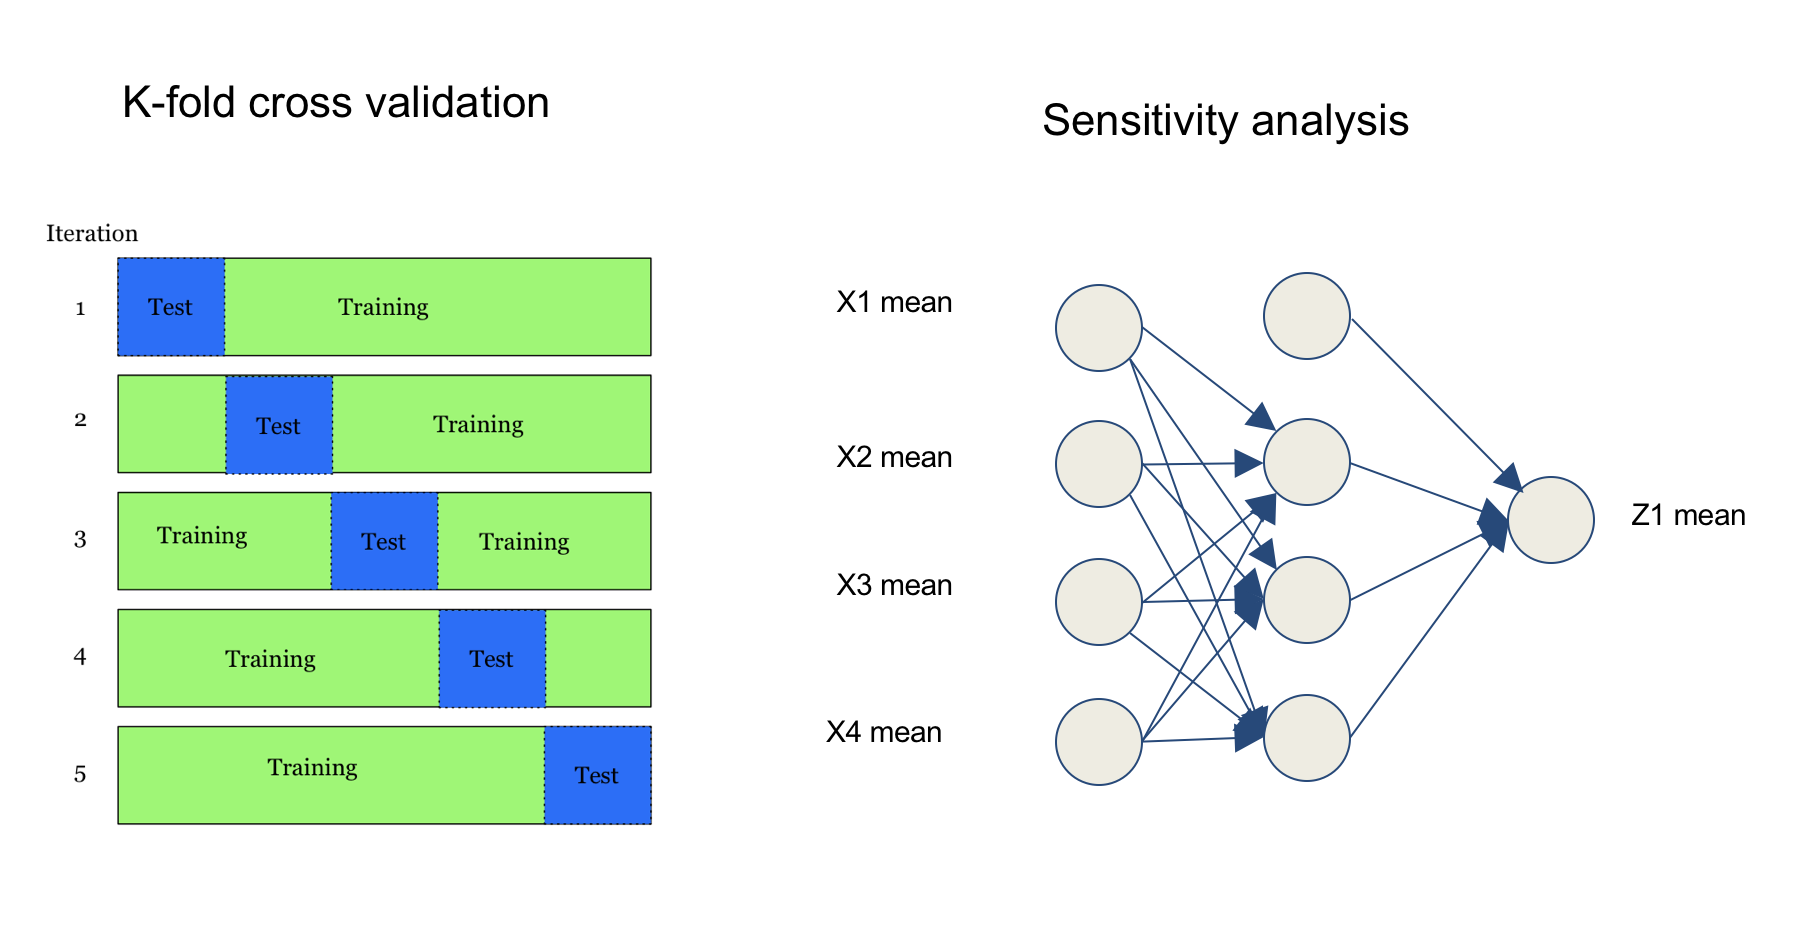 K-fold cross validation
Iteration
1
Test
Training
2
Test
Training
3
Training
Test
Training
4
Training
Test
5
Training
Test
Sensitivity analysis
X1 mean
X2 mean
X3 mean
X4 mean
Z1 mean